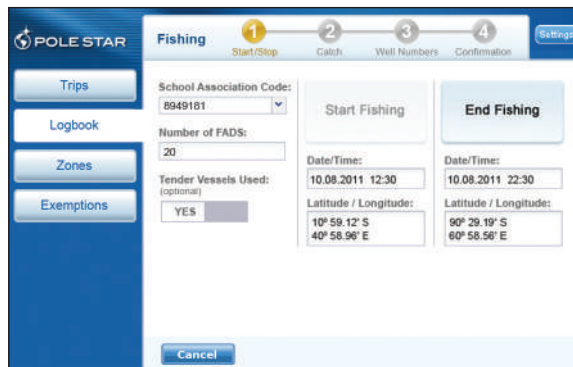 POLE STAR
Fishing
1
2
3
4
Start/Stop
Catch
Well Numbers
Confirmation
Settings
Trips
Logbook
Zones
Exemptions
School Association Code:
8949181
Number of FADS:
20
Tender Vessels Used:
(optional)
YES
Start Fishing
Date/Time:
10.08.2011 12:30
Latitude / Longitude:
10º 59.12' S
40º 58.96' E
End Fishing
Date/Time:
10.08.2011 22:30
Latitude / Longitude:
90º 29.19' S
60º 58.56' E
Cancel